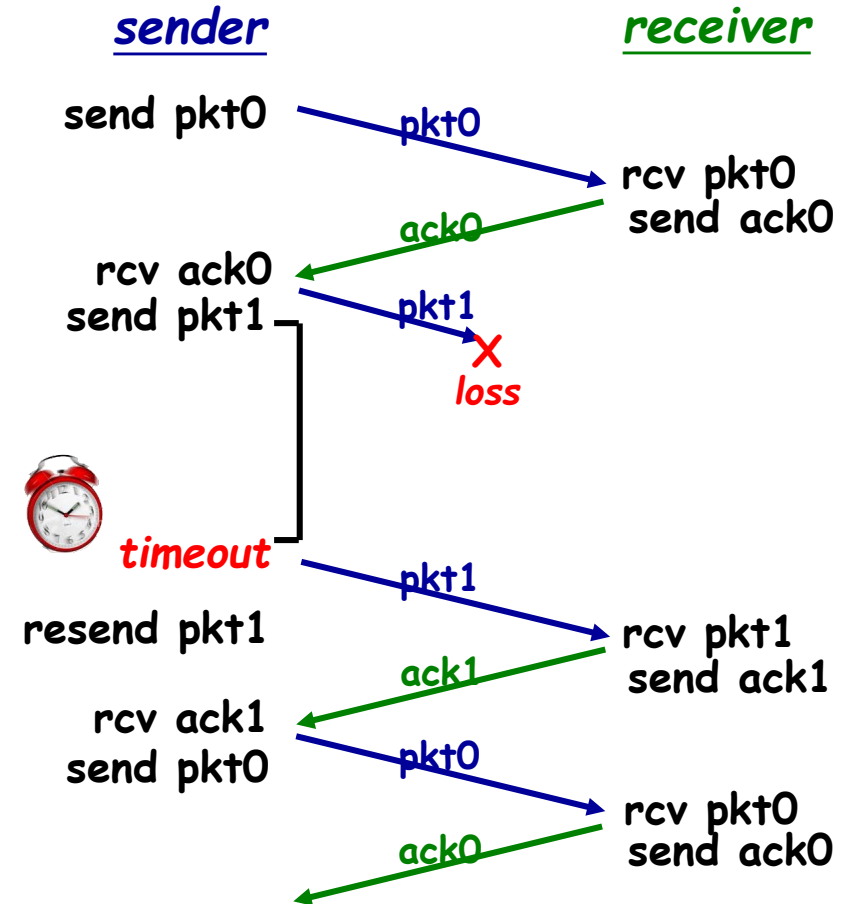 sender
receiver
send pkt0
pkt0
rcv pkt0
send ack0
ack0
rcv ack0
send pkt1
pkt1
X
loss
timeout
pkt1
resend pkt1
rcv pkt1
send ack1
ack1
rcv ack1
send pkt0
pkt0
rcv pkt0
send ack0
ack0